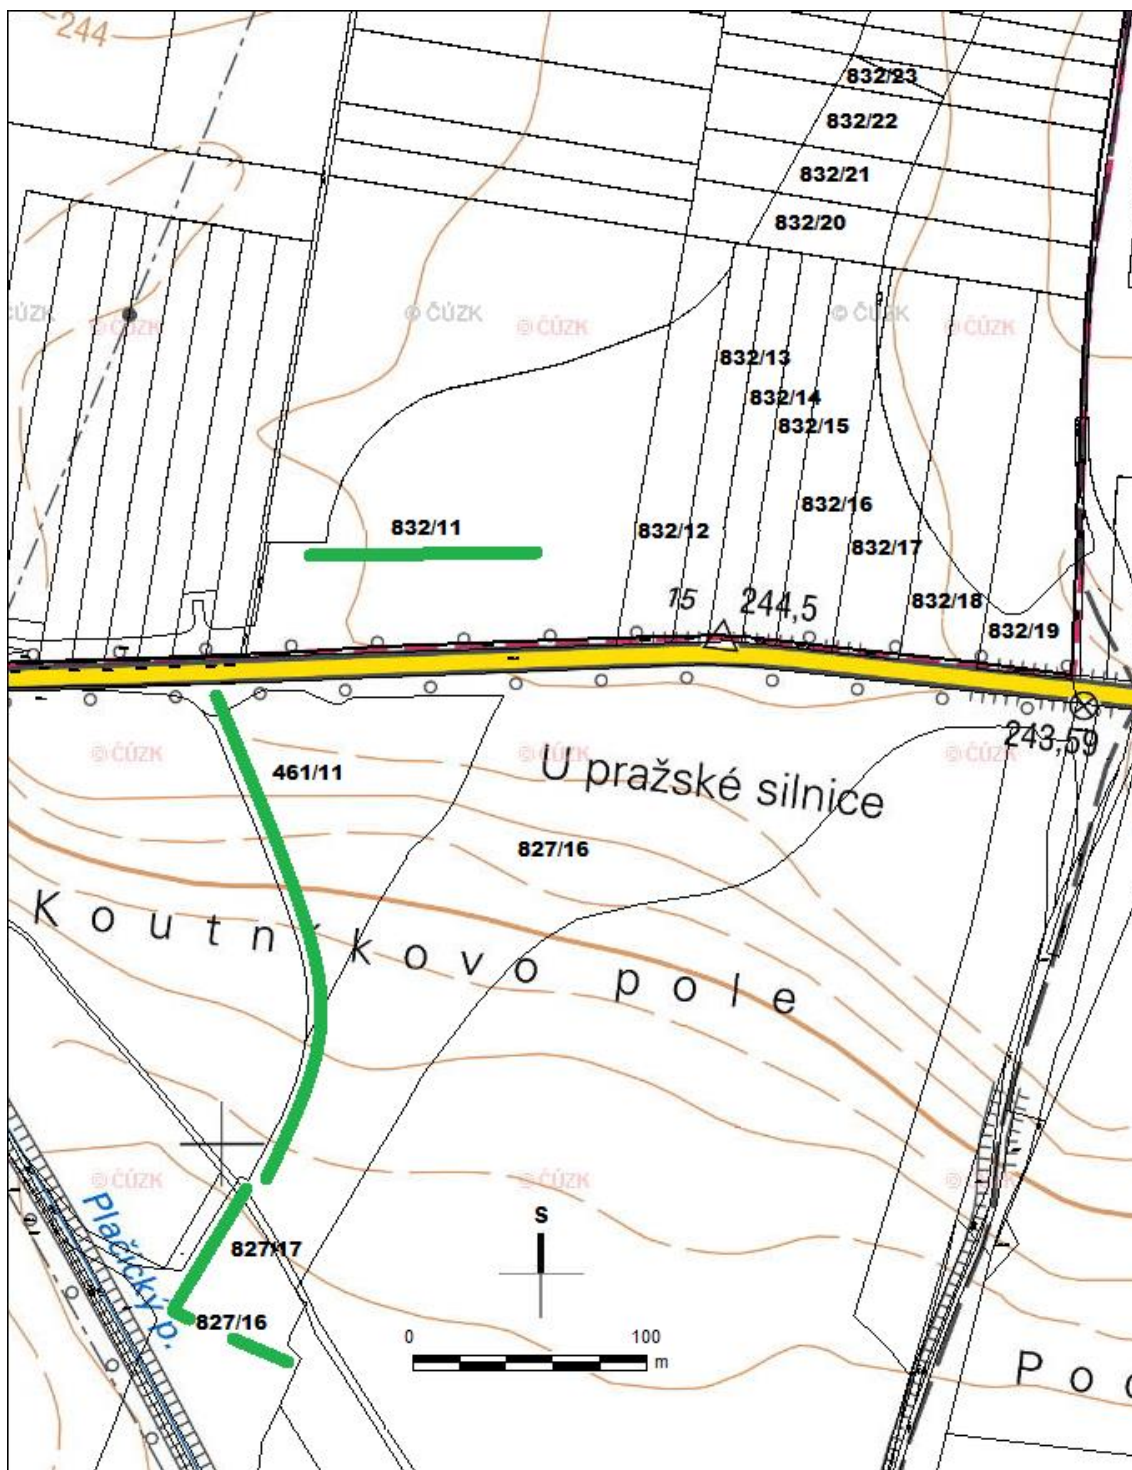 244
832/23
832/22
832/21
832/20
ČÚZK
© ČÚZK
© ČÚZK
© ČÚZK
© ČÚZK
© ČÚZK
832/13
832/14
832/15
832/16
832/11
832/12
832/17
15
244,5
832/18
832/19
243,59
© ČÚZK
© ČÚZK
© ČÚZK
461/11
U pražské silnice
827/16
Koutníkovo pole
© ČÚZK
© ČÚZK
© ČÚZK
Plačický p.
S
827/17
827/16
0
100
m
Po